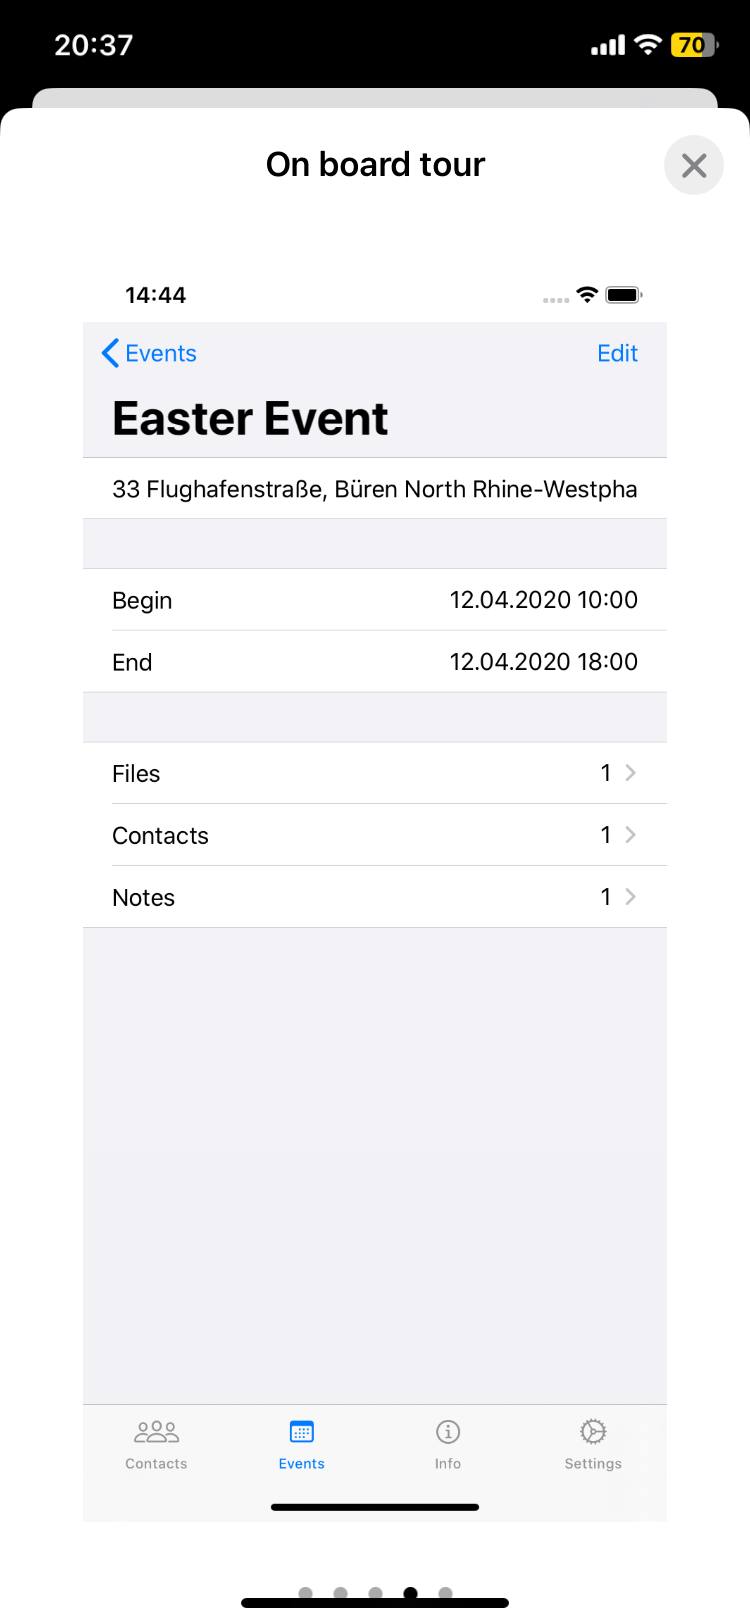 20:37
70
On board tour
14:44
Events
Edit
Easter Event
33 Flughafenstraße, Büren North Rhine-Westpha
Begin 12.04.2020 10:00
End 12.04.2020 18:00
Files 1
Contacts 1
Notes 1
Contacts Events Info Settings